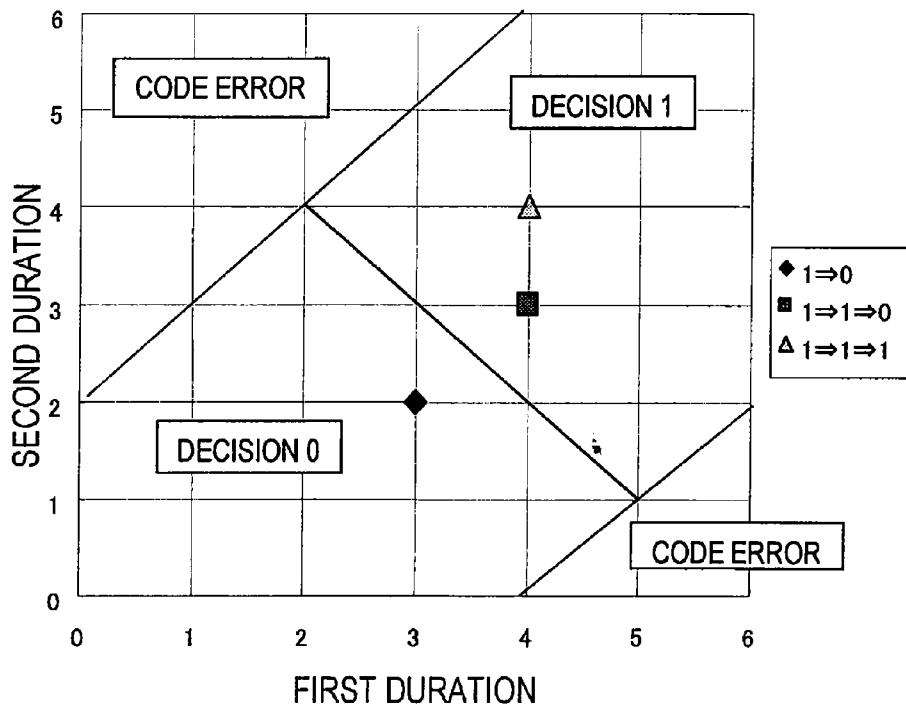 6
CODE ERROR
DECISION 1
5
4
3
2
DECISION 0
1
CODE ERROR
0
0 1 2 3 4 5 6
SECOND DURATION
FIRST DURATION
1⇒0
1⇒1⇒0
1⇒1⇒1